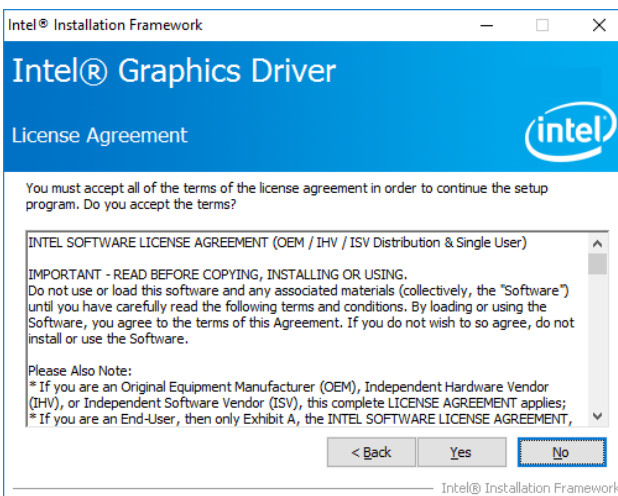 Intel® Installation Framework
Intel® Graphics Driver
License Agreement
intel
You must accept all of the terms of the license agreement in order to continue the setup
program. Do you accept the terms?
INTEL SOFTWARE LICENSE AGREEMENT (OEM / IHV / ISV Distribution & Single User)
IMPORTANT - READ BEFORE COPYING, INSTALLING OR USING.
Do not use or load this software and any associated materials (collectively, the "Software")
until you have carefully read the following terms and conditions. By loading or using the
Software, you agree to the terms of this Agreement. If you do not wish to so agree, do not
install or use the Software.
Please Also Note:
* If you are an Original Equipment Manufacturer (OEM), Independent Hardware Vendor
(IHV), or Independent Software Vendor (ISV), this complete LICENSE AGREEMENT applies;
* If you are an End-User, then only Exhibit A, the INTEL SOFTWARE LICENSE AGREEMENT,
< Back Yes No
Intel® Installation Framework